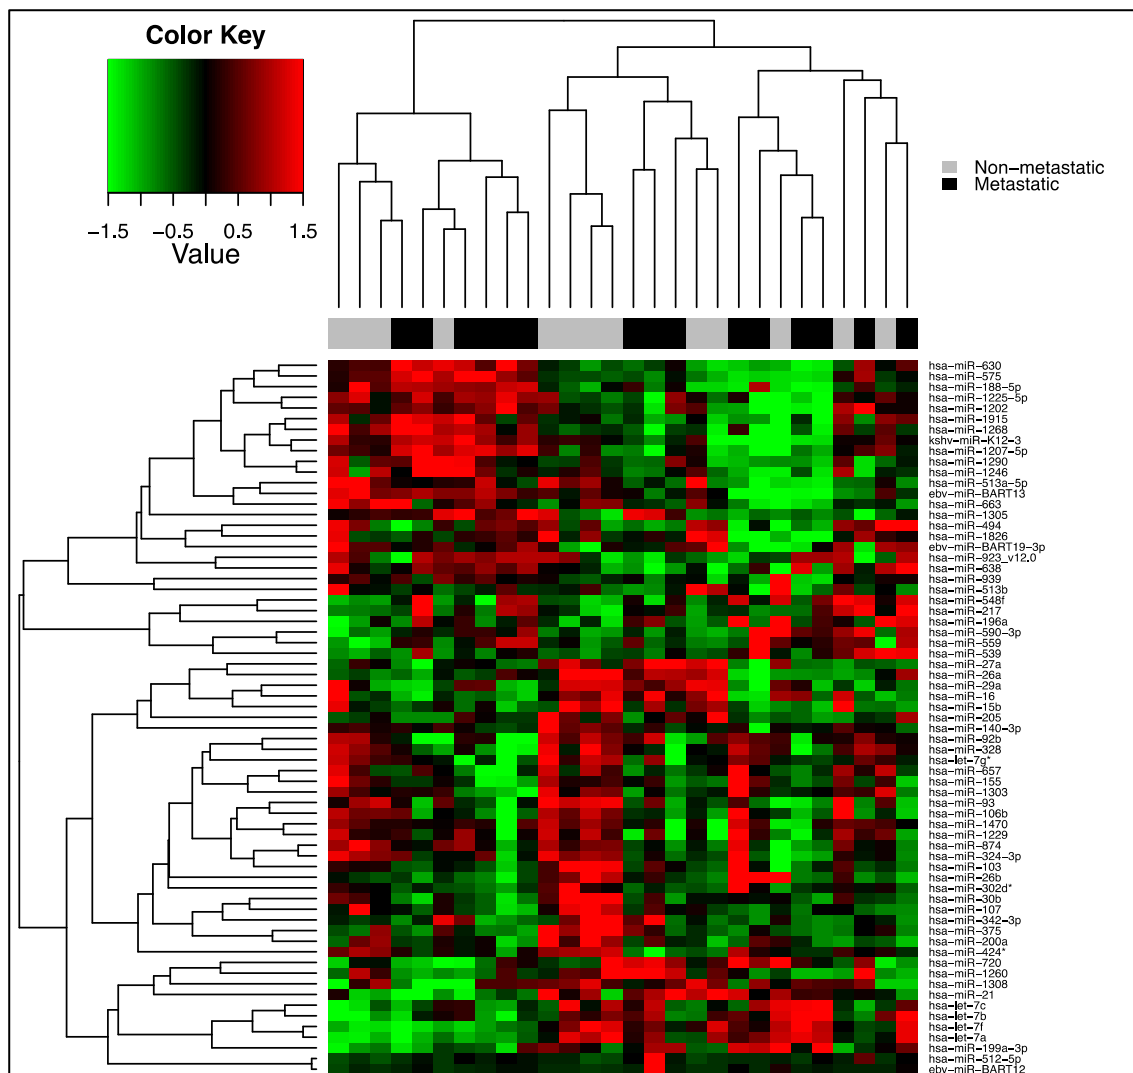 Color Key
−1.5 −0.5 0.5 1.5
Value
Non−metastatic
Metastatic
hsa−miR−630
hsa−miR−575
hsa−miR−188−5p
hsa−miR−1225−5p
hsa−miR−1202
hsa−miR−1915
hsa−miR−1268
kshv−miR−K12−3
hsa−miR−1207−5p
hsa−miR−1290
hsa−miR−1246
hsa−miR−513a−5p
ebv−miR−BART13
hsa−miR−663
hsa−miR−1305
hsa−miR−494
hsa−miR−1826
ebv−miR−BART19−3p
hsa−miR−923_v12.0
hsa−miR−638
hsa−miR−939
hsa−miR−513b
hsa−miR−548f
hsa−miR−217
hsa−miR−196a
hsa−miR−590−3p
hsa−miR−559
hsa−miR−539
hsa−miR−27a
hsa−miR−26a
hsa−miR−29a
hsa−miR−16
hsa−miR−15b
hsa−miR−205
hsa−miR−140−3p
hsa−miR−92b
hsa−miR−328
hsa−let−7g*
hsa−miR−657
hsa−miR−155
hsa−miR−1303
hsa−miR−93
hsa−miR−106b
hsa−miR−1470
hsa−miR−1229
hsa−miR−874
hsa−miR−324−3p
hsa−miR−103
hsa−miR−26b
hsa−miR−302d*
hsa−miR−30b
hsa−miR−107
hsa−miR−342−3p
hsa−miR−375
hsa−miR−200a
hsa−miR−424*
hsa−miR−720
hsa−miR−1260
hsa−miR−1308
hsa−miR−21
hsa−let−7c
hsa−let−7b
hsa−let−7f
hsa−let−7a
hsa−miR−199a−3p
hsa−miR−512−5p
ebv−miR−BART12